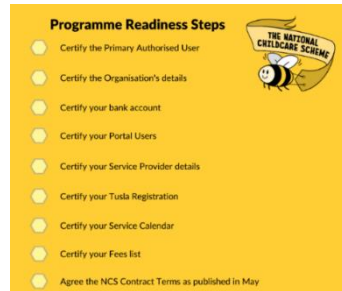 Programme Readiness Steps
THE NATIONAL
CHILDCARE SCHEME
Certify the Primary Authorised User
Certify the Organisation's details
Certify your bank account
Certify your Portal Users
Certify your Service Provider details
Certify your Tusla Registration
Certify your Service Calendar
Certify your Fees list
Agree the NCS Contract Terms as published in May